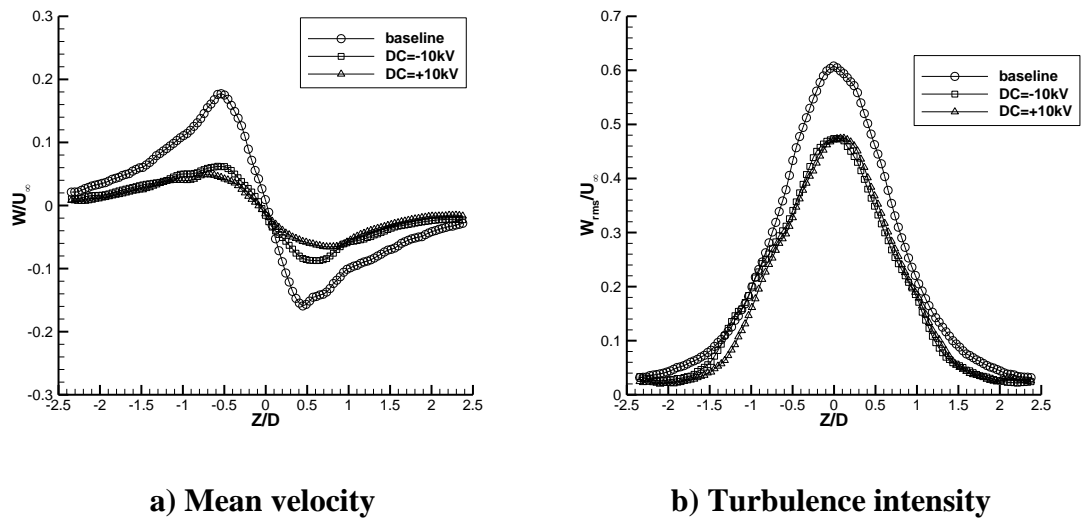 0.3
0.2
0.1
0
-0.1
-0.2
-0.3
W/U∞
-2.5 -2 -1.5 -1 -0.5 0 0.5 1 1.5 2 2.5
Z/D
baseline
DC=-10kV
DC=+10kV
a) Mean velocity
0.7
0.6
0.5
0.4
0.3
0.2
0.1
0
Wrms/U∞
-2.5 -2 -1.5 -1 -0.5 0 0.5 1 1.5 2 2.5
Z/D
baseline
DC=-10kV
DC=+10kV
b) Turbulence intensity